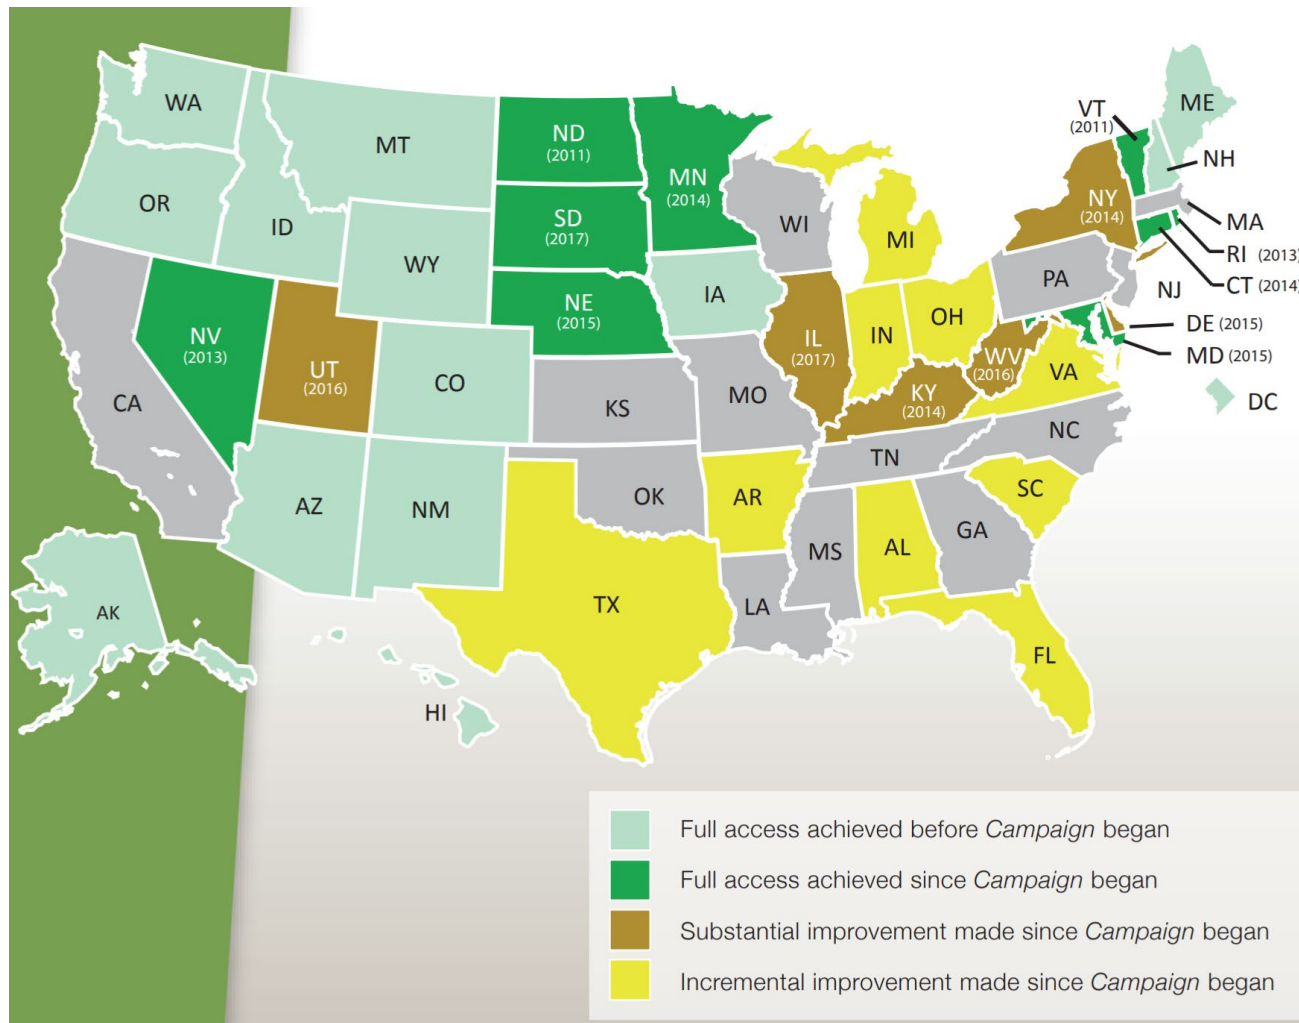 WA
MT
ND
(2011)
MN
(2014)
VT
(2011)
ME
OR
ID
WY
SD
(2017)
WI
MI
NY
(2014)
NH
MA
RI (2013)
CT (2014)
NE
(2015)
IA
PA
NJ
NV
(2013)
UT
(2016)
CO
IL
(2017)
IN
OH
WV
(2016)
DE (2015)
MD (2015)
VA
CA
KS
MO
KY
(2014)
DC
NC
TN
AZ
NM
OK
AR
SC
MS
AL
GA
AK
TX
LA
FL
HI
Full access achieved before Campaign began
Full access achieved since Campaign began
Substantial improvement made since Campaign began
Incremental improvement made since Campaign began